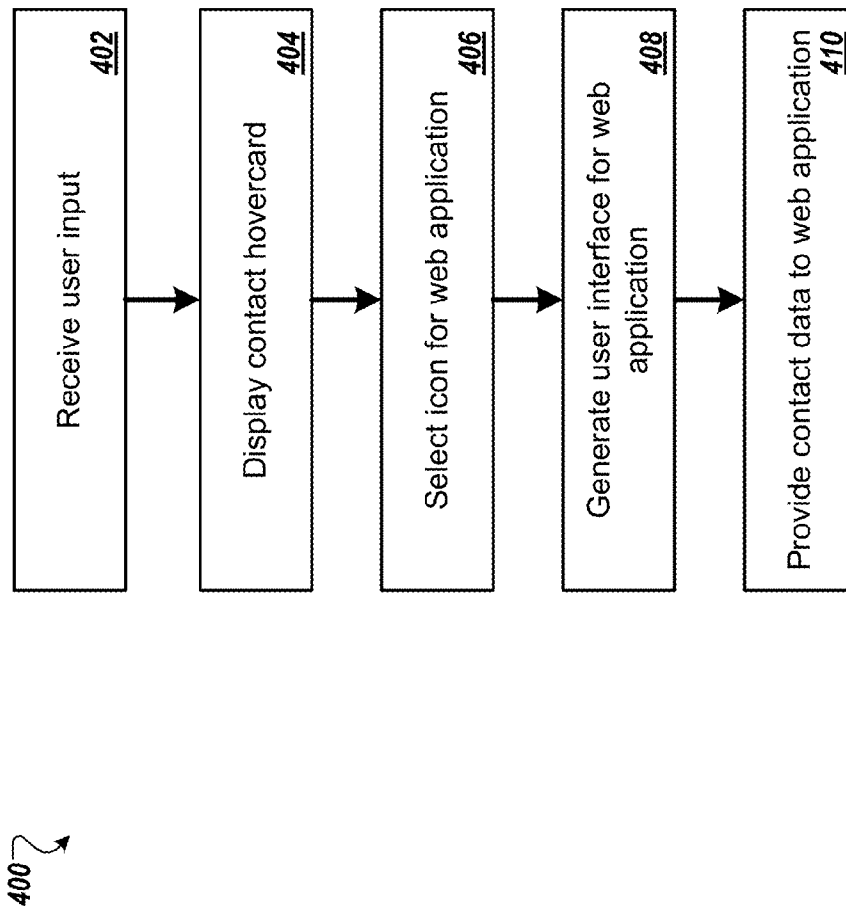 400
Receive user input
402
Display contact hovercard
404
Select icon for web application
406
Generate user interface for web
application
408
Provide contact data to web application
410